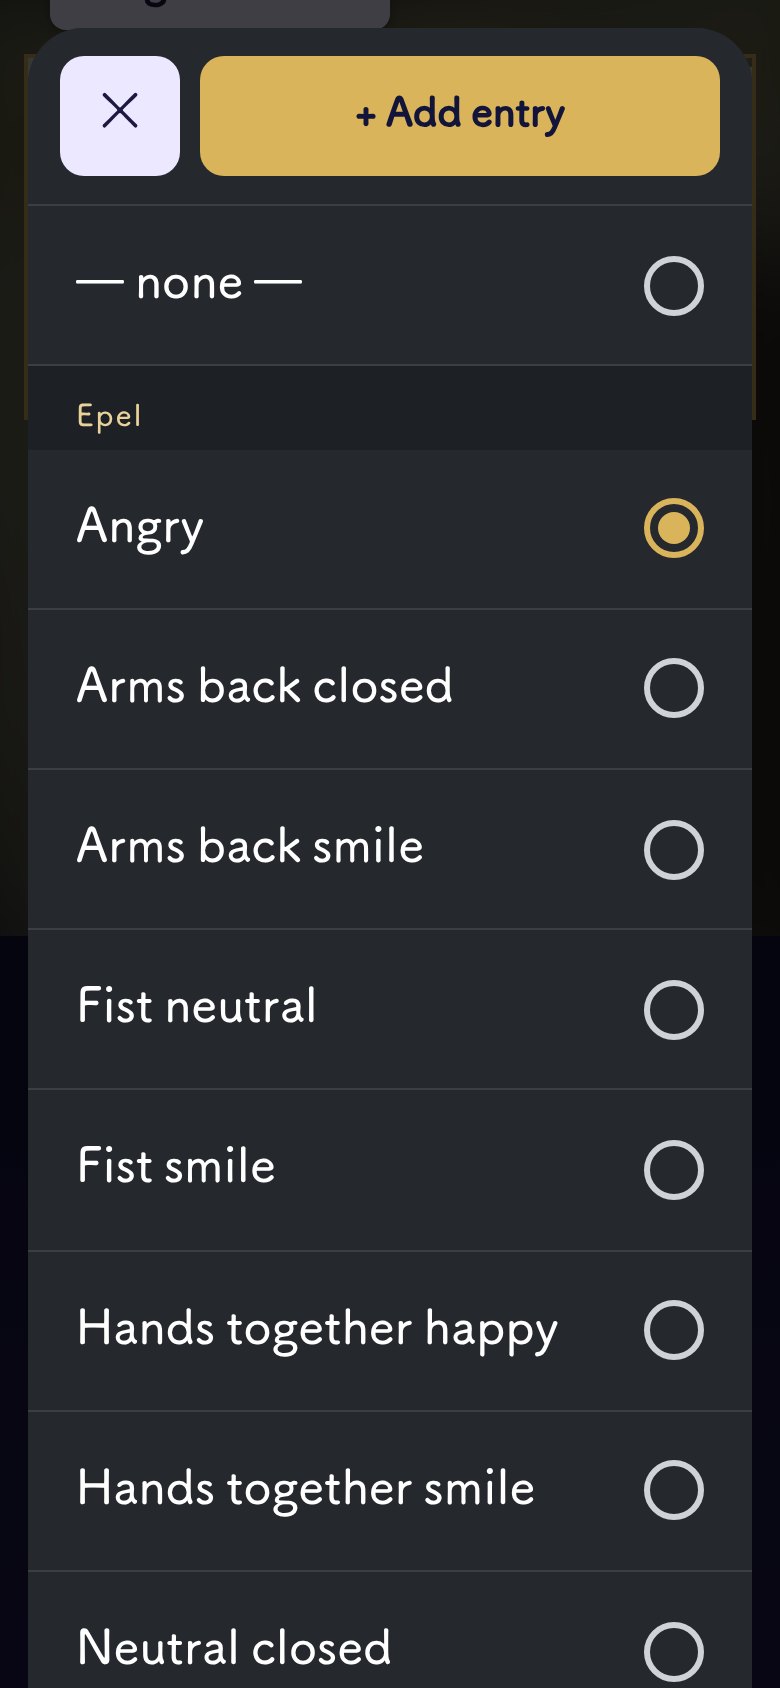 + Add entry
— none —
Epel
Angry
Arms back closed
Arms back smile
Fist neutral
Fist smile
Hands together happy
Hands together smile
Neutral closed